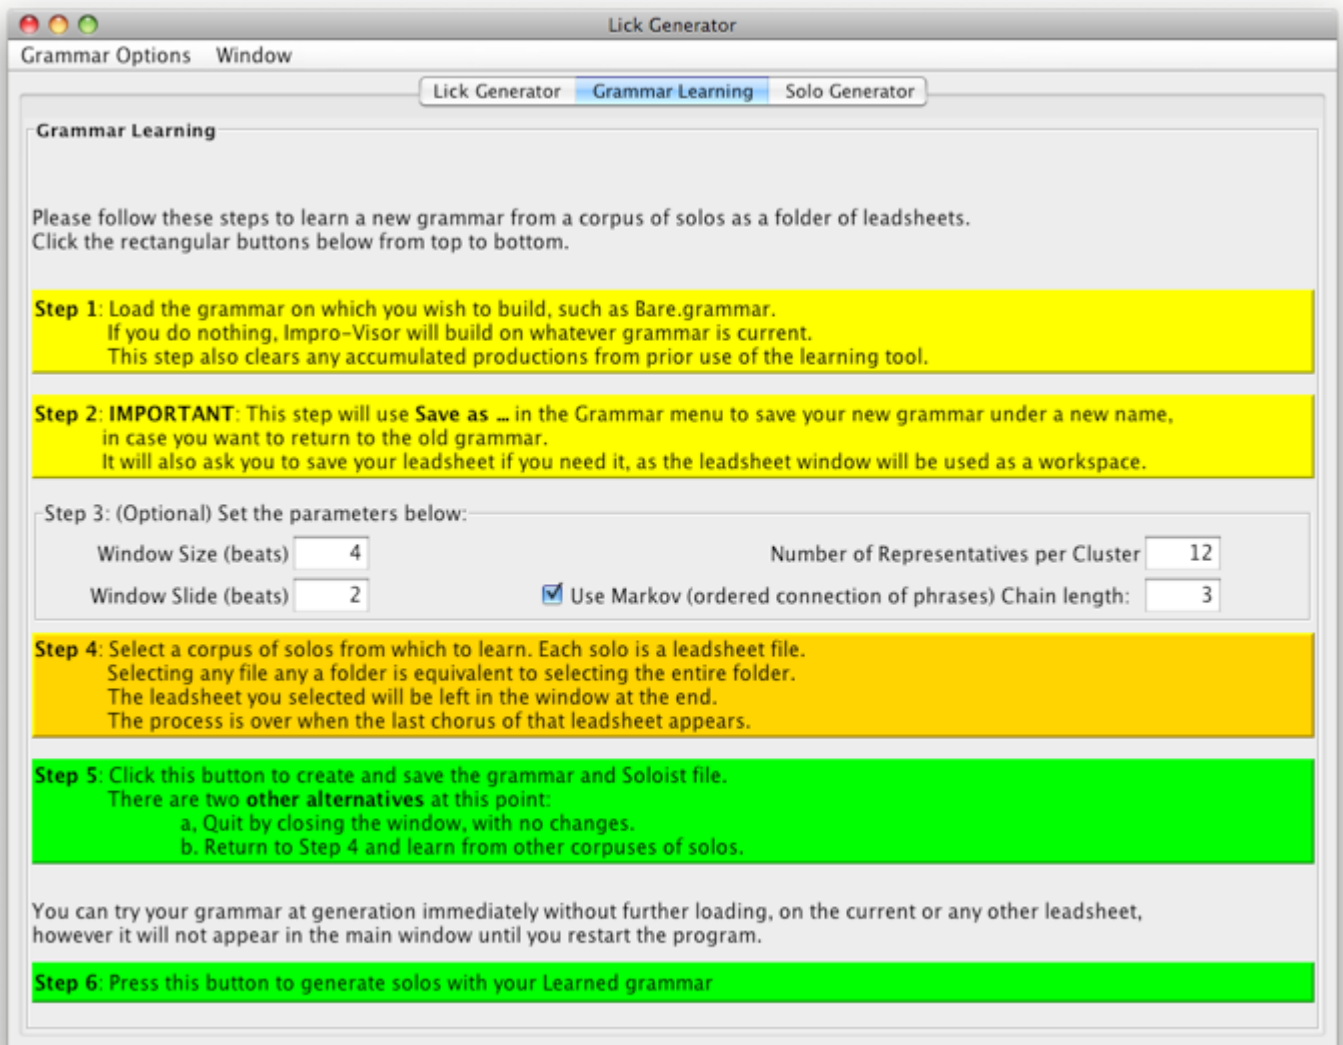 Lick Generator
Grammar Options Window
Lick Generator Grammar Learning Solo Generator
Grammar Learning
Please follow these steps to learn a new grammar from a corpus of solos as a folder of leadsheets.
Click the rectangular buttons below from top to bottom.
Step 1: Load the grammar on which you wish to build, such as Bare.grammar.
If you do nothing, Impro-Visor will build on whatever grammar is current.
This step also clears any accumulated productions from prior use of the learning tool.
Step 2: IMPORTANT: This step will use Save as ... in the Grammar menu to save your new grammar under a new name,
in case you want to return to the old grammar.
It will also ask you to save your leadsheet if you need it, as the leadsheet window will be used as a workspace.
Step 3: (Optional) Set the parameters below:
Window Size (beats) 4 Number of Representatives per Cluster 12
Window Slide (beats) 2 Use Markov (ordered connection of phrases) Chain length: 3
Step 4: Select a corpus of solos from which to learn. Each solo is a leadsheet file.
Selecting any file any a folder is equivalent to selecting the entire folder.
The leadsheet you selected will be left in the window at the end.
The process is over when the last chorus of that leadsheet appears.
Step 5: Click this button to create and save the grammar and Soloist file.
There are two other alternatives at this point:
a, Quit by closing the window, with no changes.
b. Return to Step 4 and learn from other corpuses of solos.
You can try your grammar at generation immediately without further loading, on the current or any other leadsheet,
however it will not appear in the main window until you restart the program.
Step 6: Press this button to generate solos with your Learned grammar